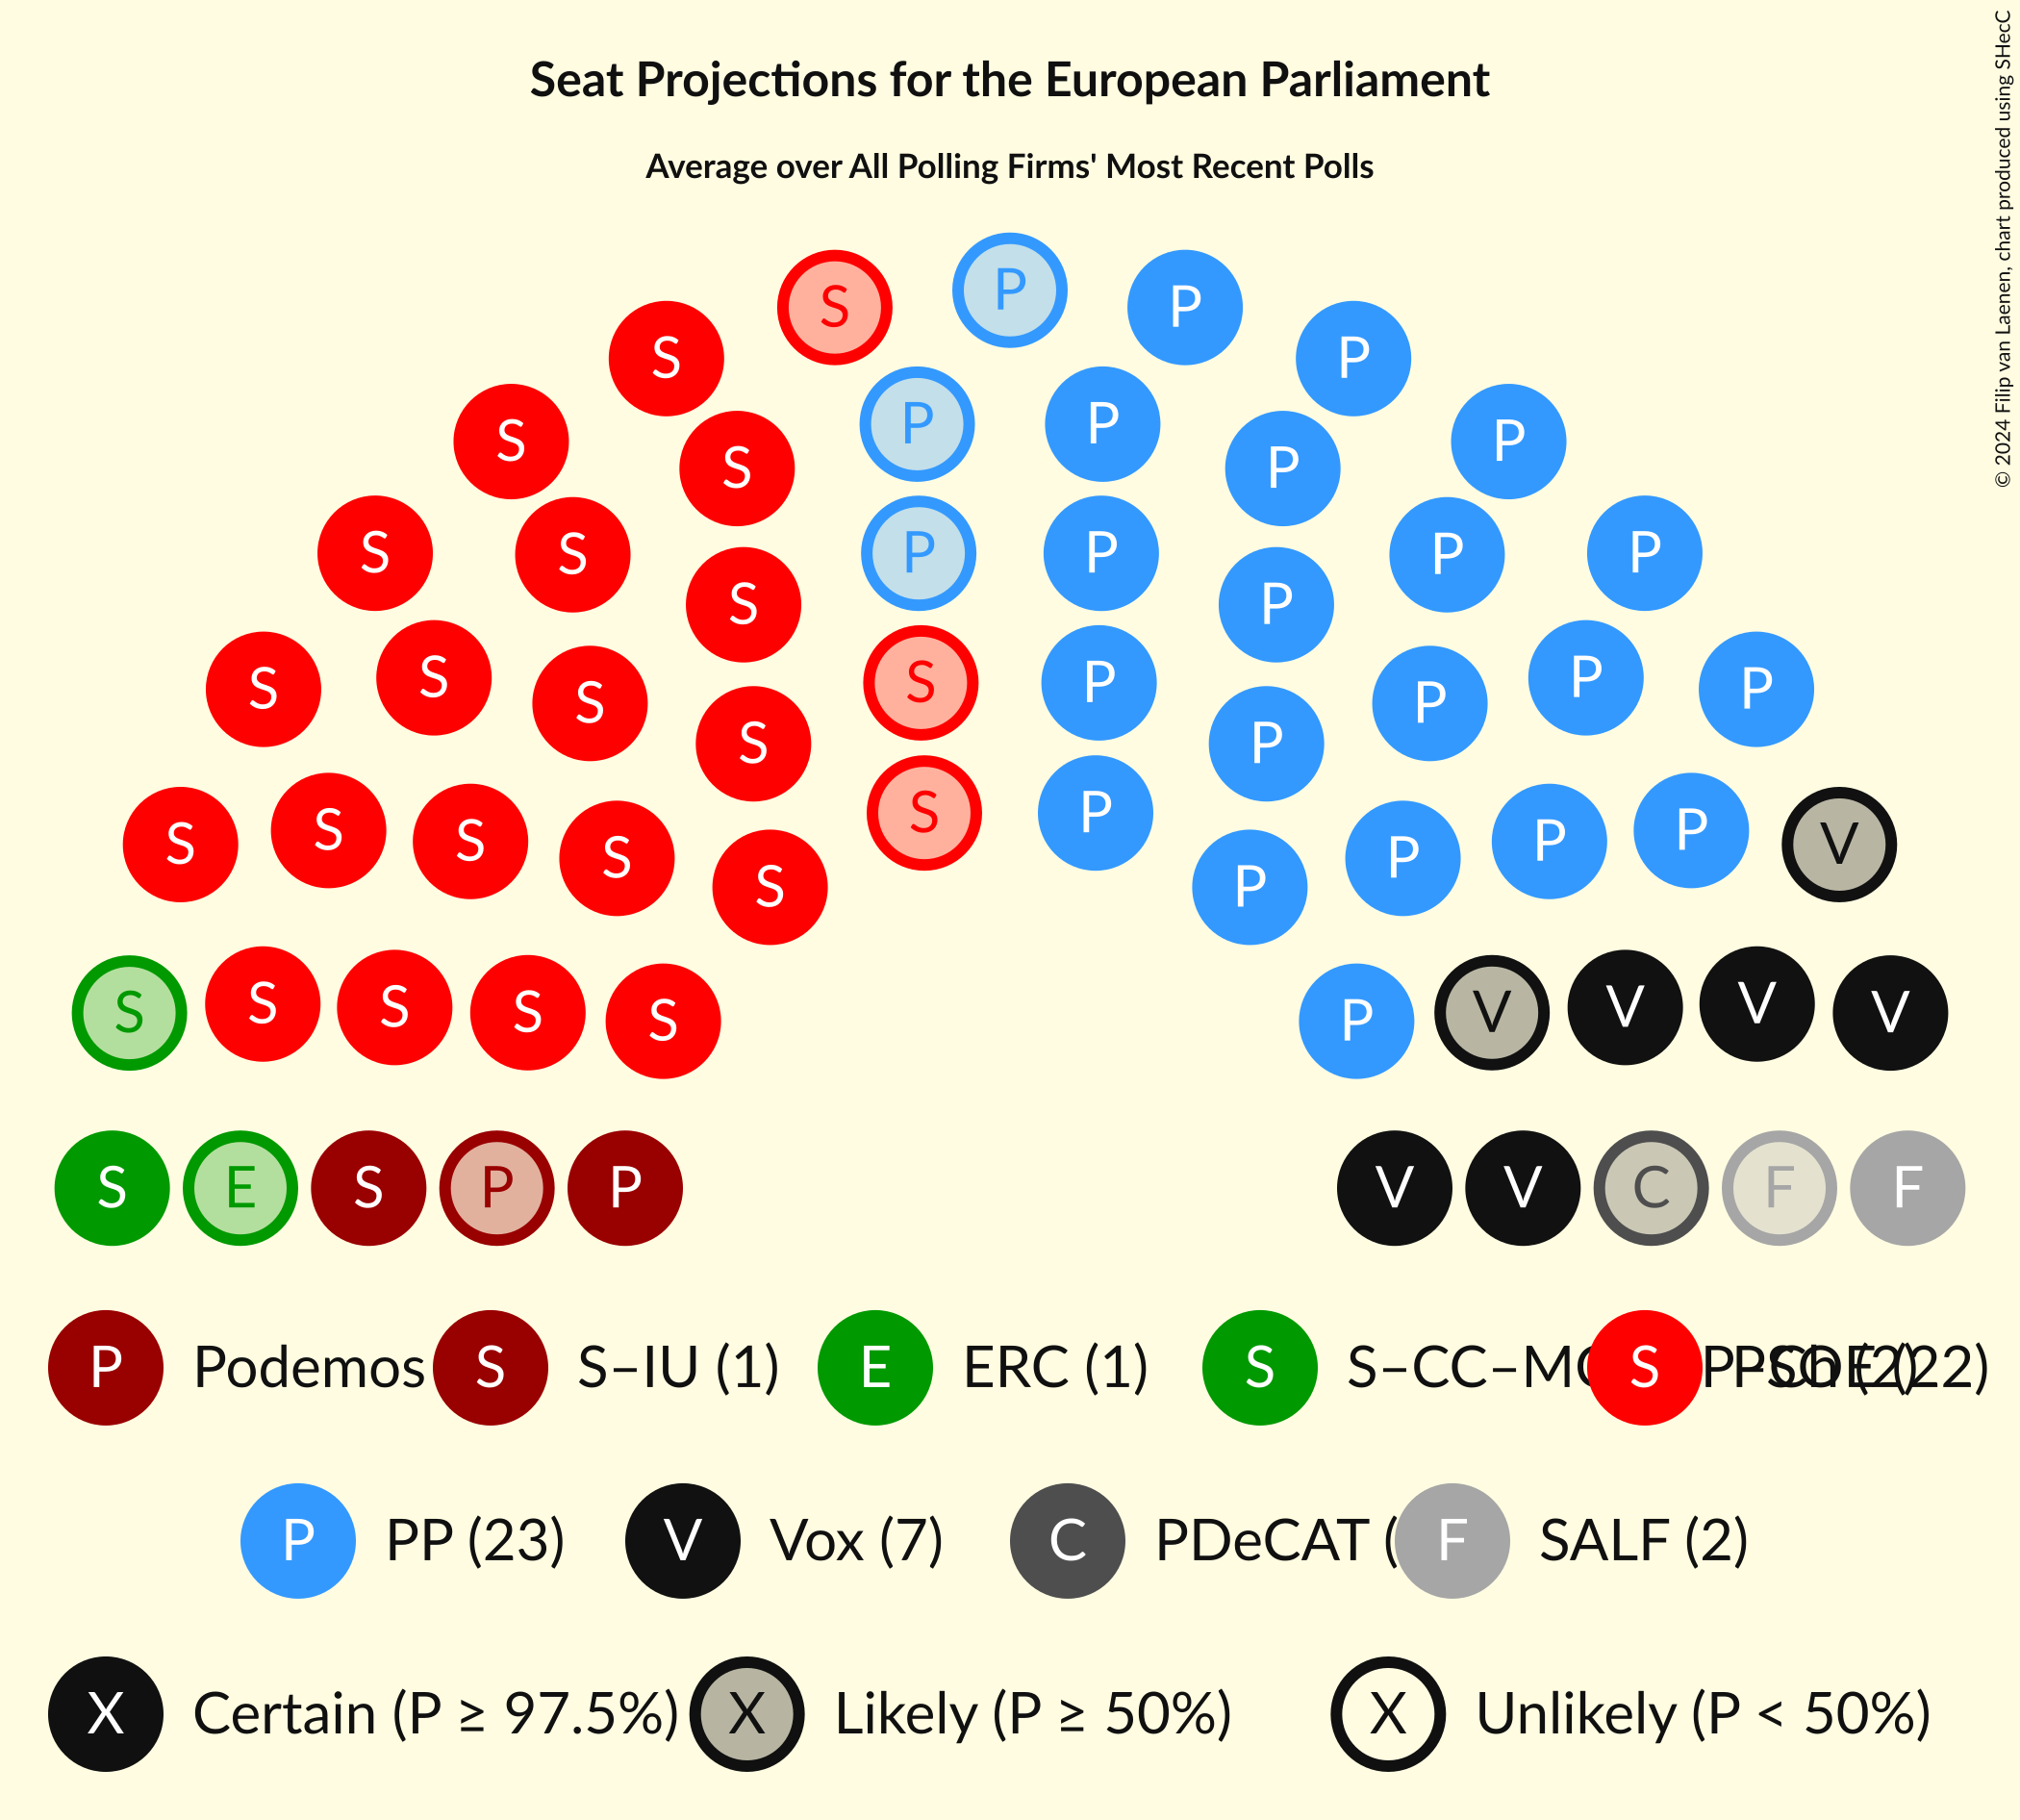 Seat Projections for the European Parliament
Average over All Polling Firms' Most Recent Polls
© 2024 Filip van Laenen, chart produced using SHecC
P
S P
S P
P P
S P
S P
S S P P P P
S P
S S S S P P P P
S P
S P
S S S S P P P V
S P
S S S S S P V V V V
S E S P P V V C F F
P Podemos S S–IU (1) E ERC (1) S S–CC–M S
P PP (23) V Vox (7) C PDeCAT ( F SALF (2)
X Certain (P ≥ 97.5%) X Likely (P ≥ 50%) X Unlikely (P < 50%)